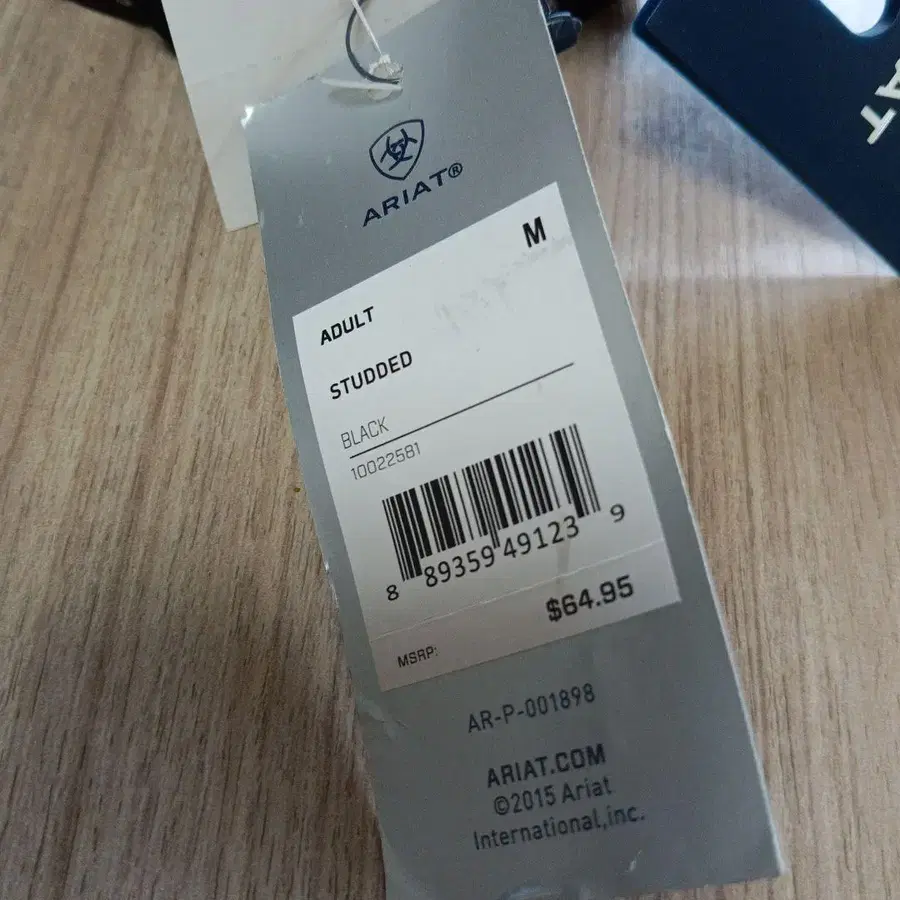 ARIAT®
M
ADULT
STUDDED
BLACK
10022581
8 89359 49123 9
$64.95
MSRP:
AR-P-001898
ARIAT.COM
©2015 Ariat
International,inc.
AT